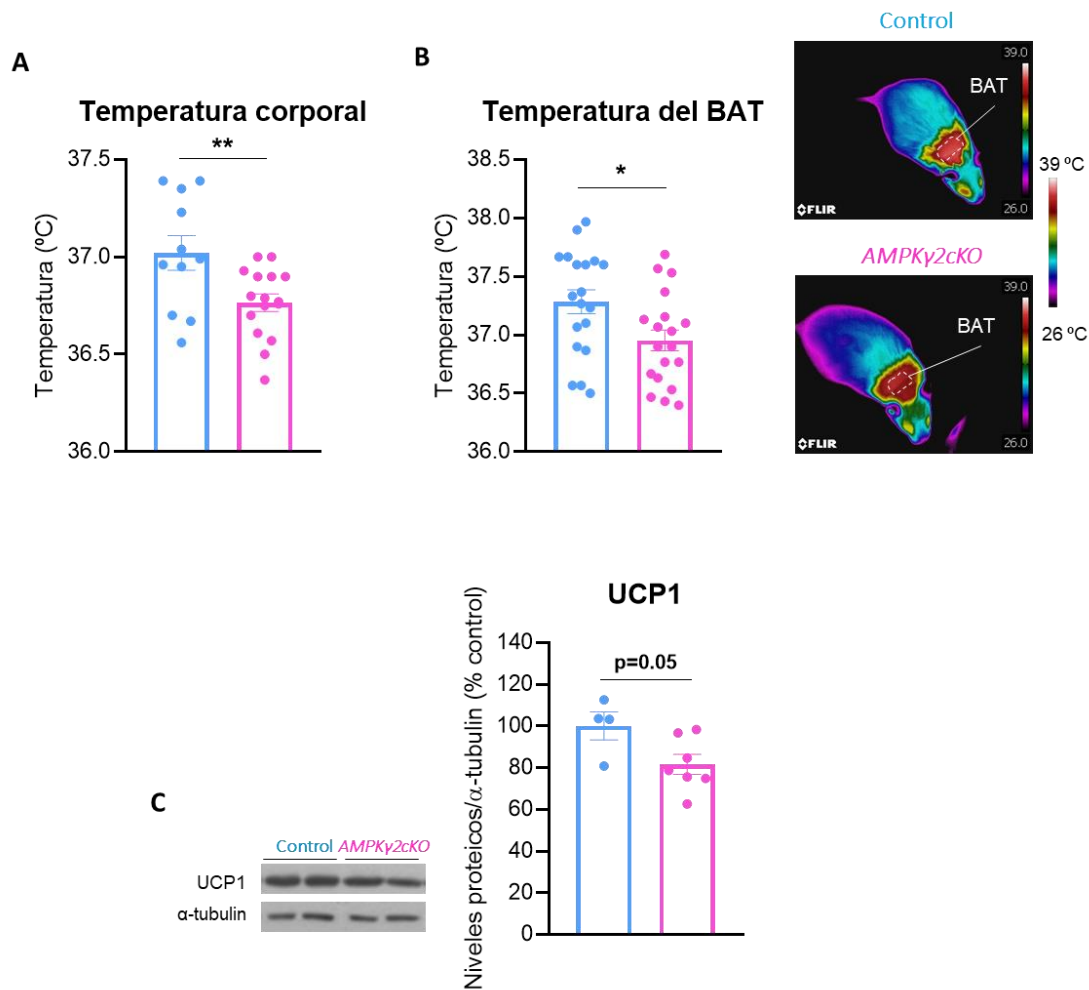 A
Temperatura corporal
**
37.5
37.0
36.5
36.0
Temperatura (ºC)
B
Temperatura del BAT
*
38.5
38.0
37.5
37.0
36.5
36.0
Temperatura (ºC)
Control
39.0
BAT
FLIR
26.0
AMPKγ2cKO
39.0
BAT
FLIR
26.0
39 ºC
26 ºC
C
Control AMPKγ2cKO
UCP1
α-tubulin
UCP1
p=0.05
140
120
100
80
60
40
20
0
Niveles proteicos/α-tubulin (% control)